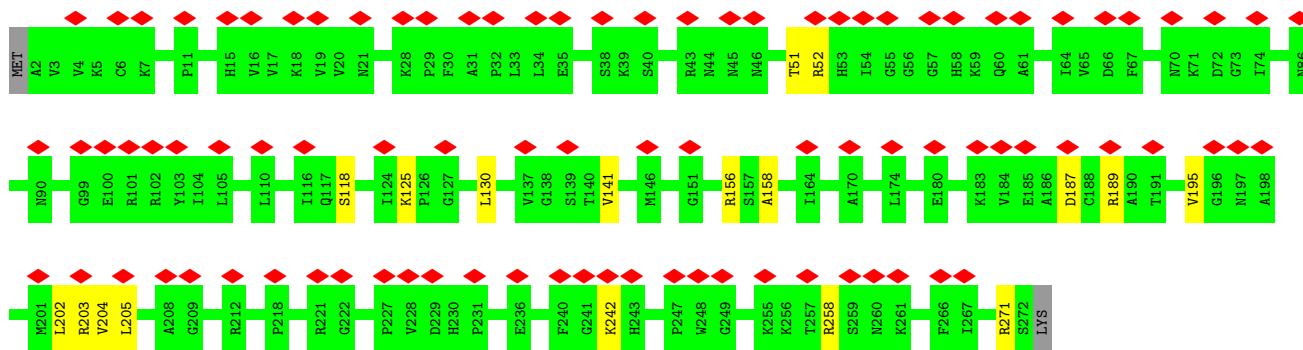 MET A2 V3 V4 K5 C6 K7 P11 H15 V16 V17 K18 V19 V20 N21 K28 P29 F30 A31 P32 L33 L34 E35 S38 K39 S40 R43 N44 N45 N46 T51 R52 H53 I54 G55 G56 G57 H58 K59 Q60 A61 I64 V65 D66 F67 N70 K71 D72 G73 I74 N86
N90 G99 E100 R101 R102 Y103 I104 L105 L110 I116 Q117 S118 I124 K125 P126 G127 L130 V137 G138 S139 T140 V141 M146 G151 R156 S157 A158 I164 A170 L174 E180 K183 V184 E185 A186 D187 C188 R189 A190 T191 V195 G196 N197 A198
M201 L202 R203 V204 L205 A208 G209 R212 P218 R221 G222 P227 V228 D229 H230 P231 E236 F240 G241 K242 H243 P247 W248 G249 K255 K256 T257 R258 S259 N260 K261 F266 I267 R271 S272 LYS